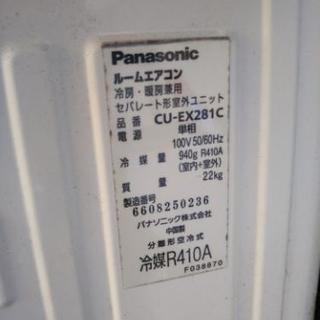 Panasonic
ルームエアコン
冷房・暖房兼用
セパレート形室外ユニット
品番 CU-EX281C
電源 単相
100V 50/60Hz
冷媒量 940g R410A
(室内+室外)
質量 22kg
製造番号
6608250236
パナソニック株式会社
中国製
分離形空冷式
冷媒R410A
F038870